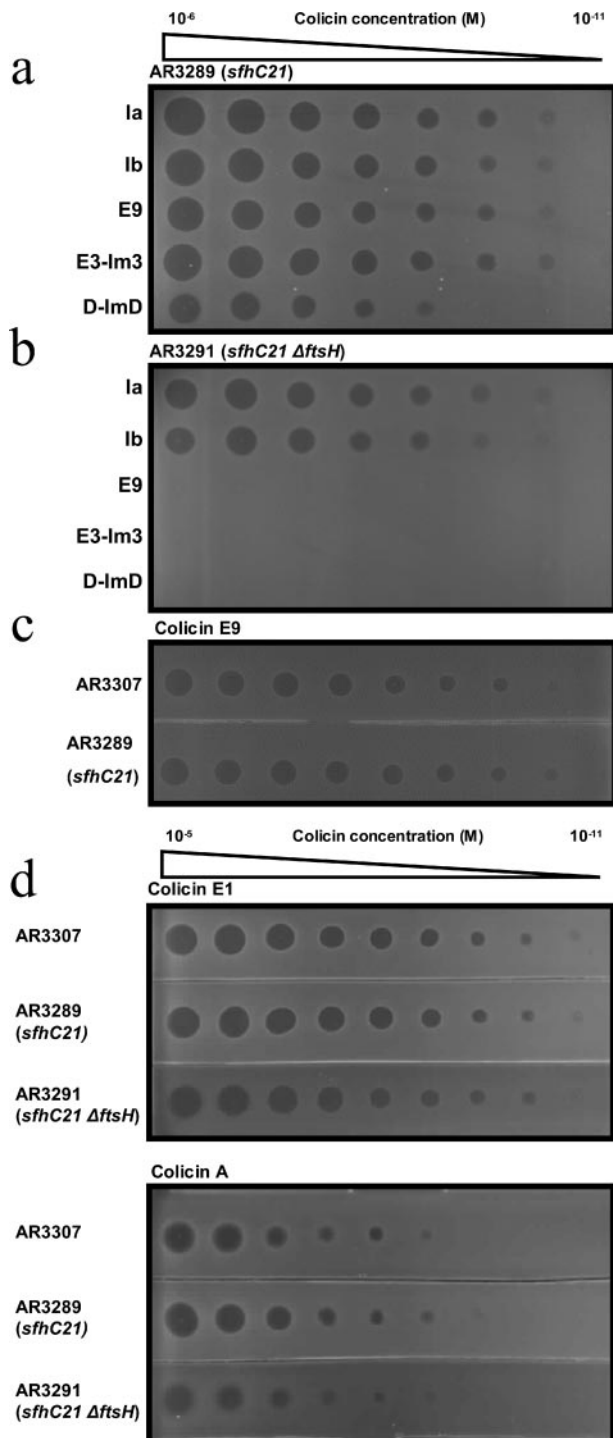 10-6 Colicin concentration (M) 10-11
a
AR3289 (sfhC21)
Ia
Ib
E9
E3-Im3
D-ImD
b
AR3291 (sfhC21 ΔftsH)
Ia
Ib
E9
E3-Im3
D-ImD
c
Colicin E9
AR3307
AR3289
(sfhC21)
10-5 Colicin concentration (M) 10-11
d
Colicin E1
AR3307
AR3289
(sfhC21)
AR3291
(sfhC21 ΔftsH)
Colicin A
AR3307
AR3289
(sfhC21)
AR3291
(sfhC21 ΔftsH)